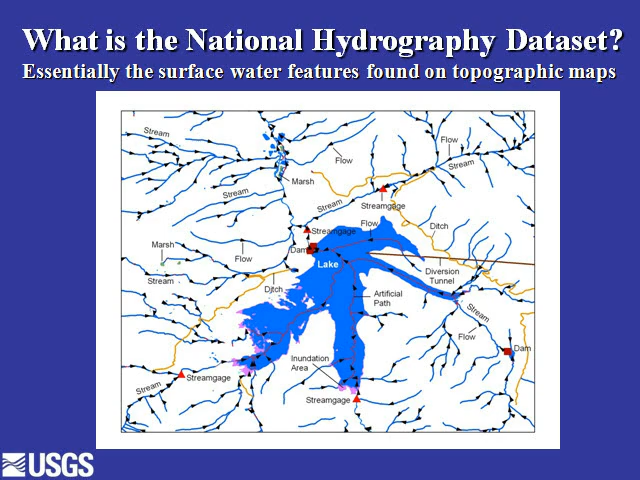 What is the National Hydrography Dataset?
Essentially the surface water features found on topographic maps
Stream
Flow
Flow
Stream
Marsh
Stream
Stream
Streamgage
Flow
Ditch
Streamgage
Marsh
Dam
Flow
Lake
Stream
Diversion
Tunnel
Ditch
Artificial
Path
Stream
Flow
Dam
Inundation
Area
Streamgage
Stream
Streamgage
USGS